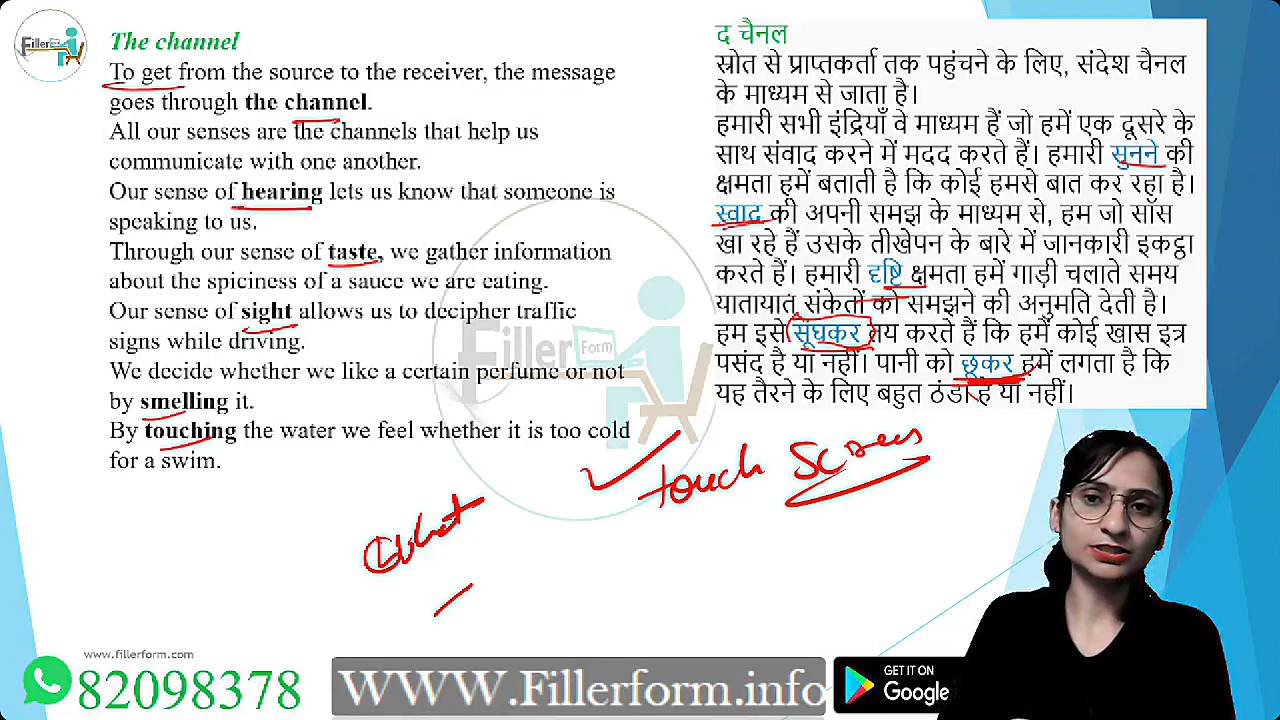 Filler Form
The channel
To get from the source to the receiver, the message
goes through the channel.
All our senses are the channels that help us
communicate with one another.
Our sense of hearing lets us know that someone is
speaking to us.
Through our sense of taste, we gather information
about the spiciness of a sauce we are eating.
Our sense of sight allows us to decipher traffic
signs while driving.
We decide whether we like a certain perfume or not
by smelling it.
By touching the water we feel whether it is too cold
for a swim.
द चैनल
स्रोत से प्राप्तकर्ता तक पहुंचने के लिए, संदेश चैनल
के माध्यम से जाता है।
हमारी सभी इंद्रियाँ वे माध्यम हैं जो हमें एक दूसरे के
साथ संवाद करने में मदद करते हैं। हमारी सुनने की
क्षमता हमें बताती है कि कोई हमसे बात कर रहा है।
स्वाद की अपनी समझ के माध्यम से, हम जो सॉस
खा रहे हैं उसके तीखेपन के बारे में जानकारी इकट्ठा
करते हैं। हमारी दृष्टि क्षमता हमें गाड़ी चलाते समय
यातायात संकेतों को समझने की अनुमति देती है।
हम इसे सूंघकर तय करते हैं कि हमें कोई खास इत्र
पसंद है या नहीं। पानी को छूकर हमें लगता है कि
यह तैरने के लिए बहुत ठंडा है या नहीं।
Filler Form
Touch Screen
www.fillerform.com
82098378
WWW.Fillerform.info
GET IT ON
Google